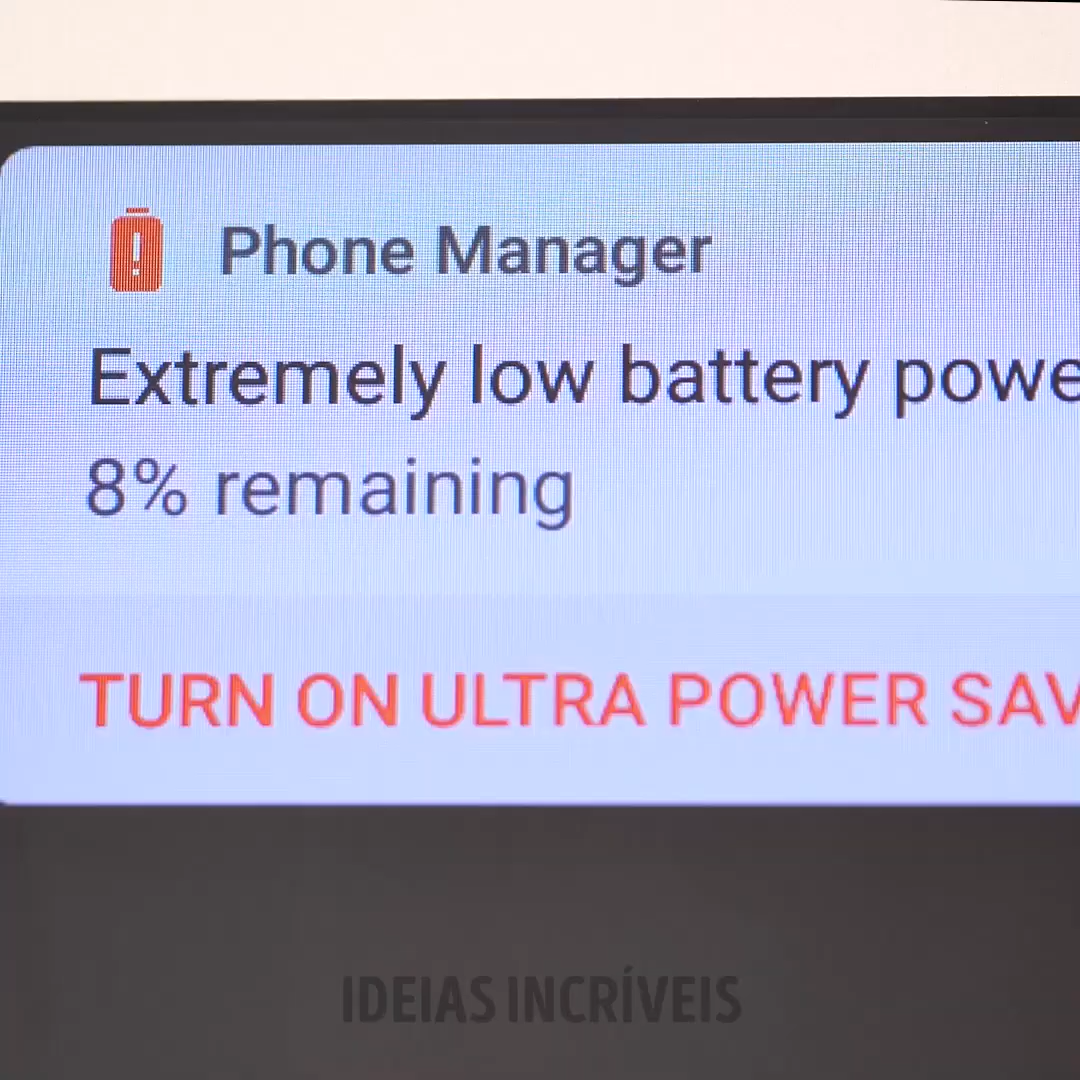 Phone Manager
Extremely low battery powe
8% remaining
TURN ON ULTRA POWER SAV
IDEIAS INCRÍVEIS